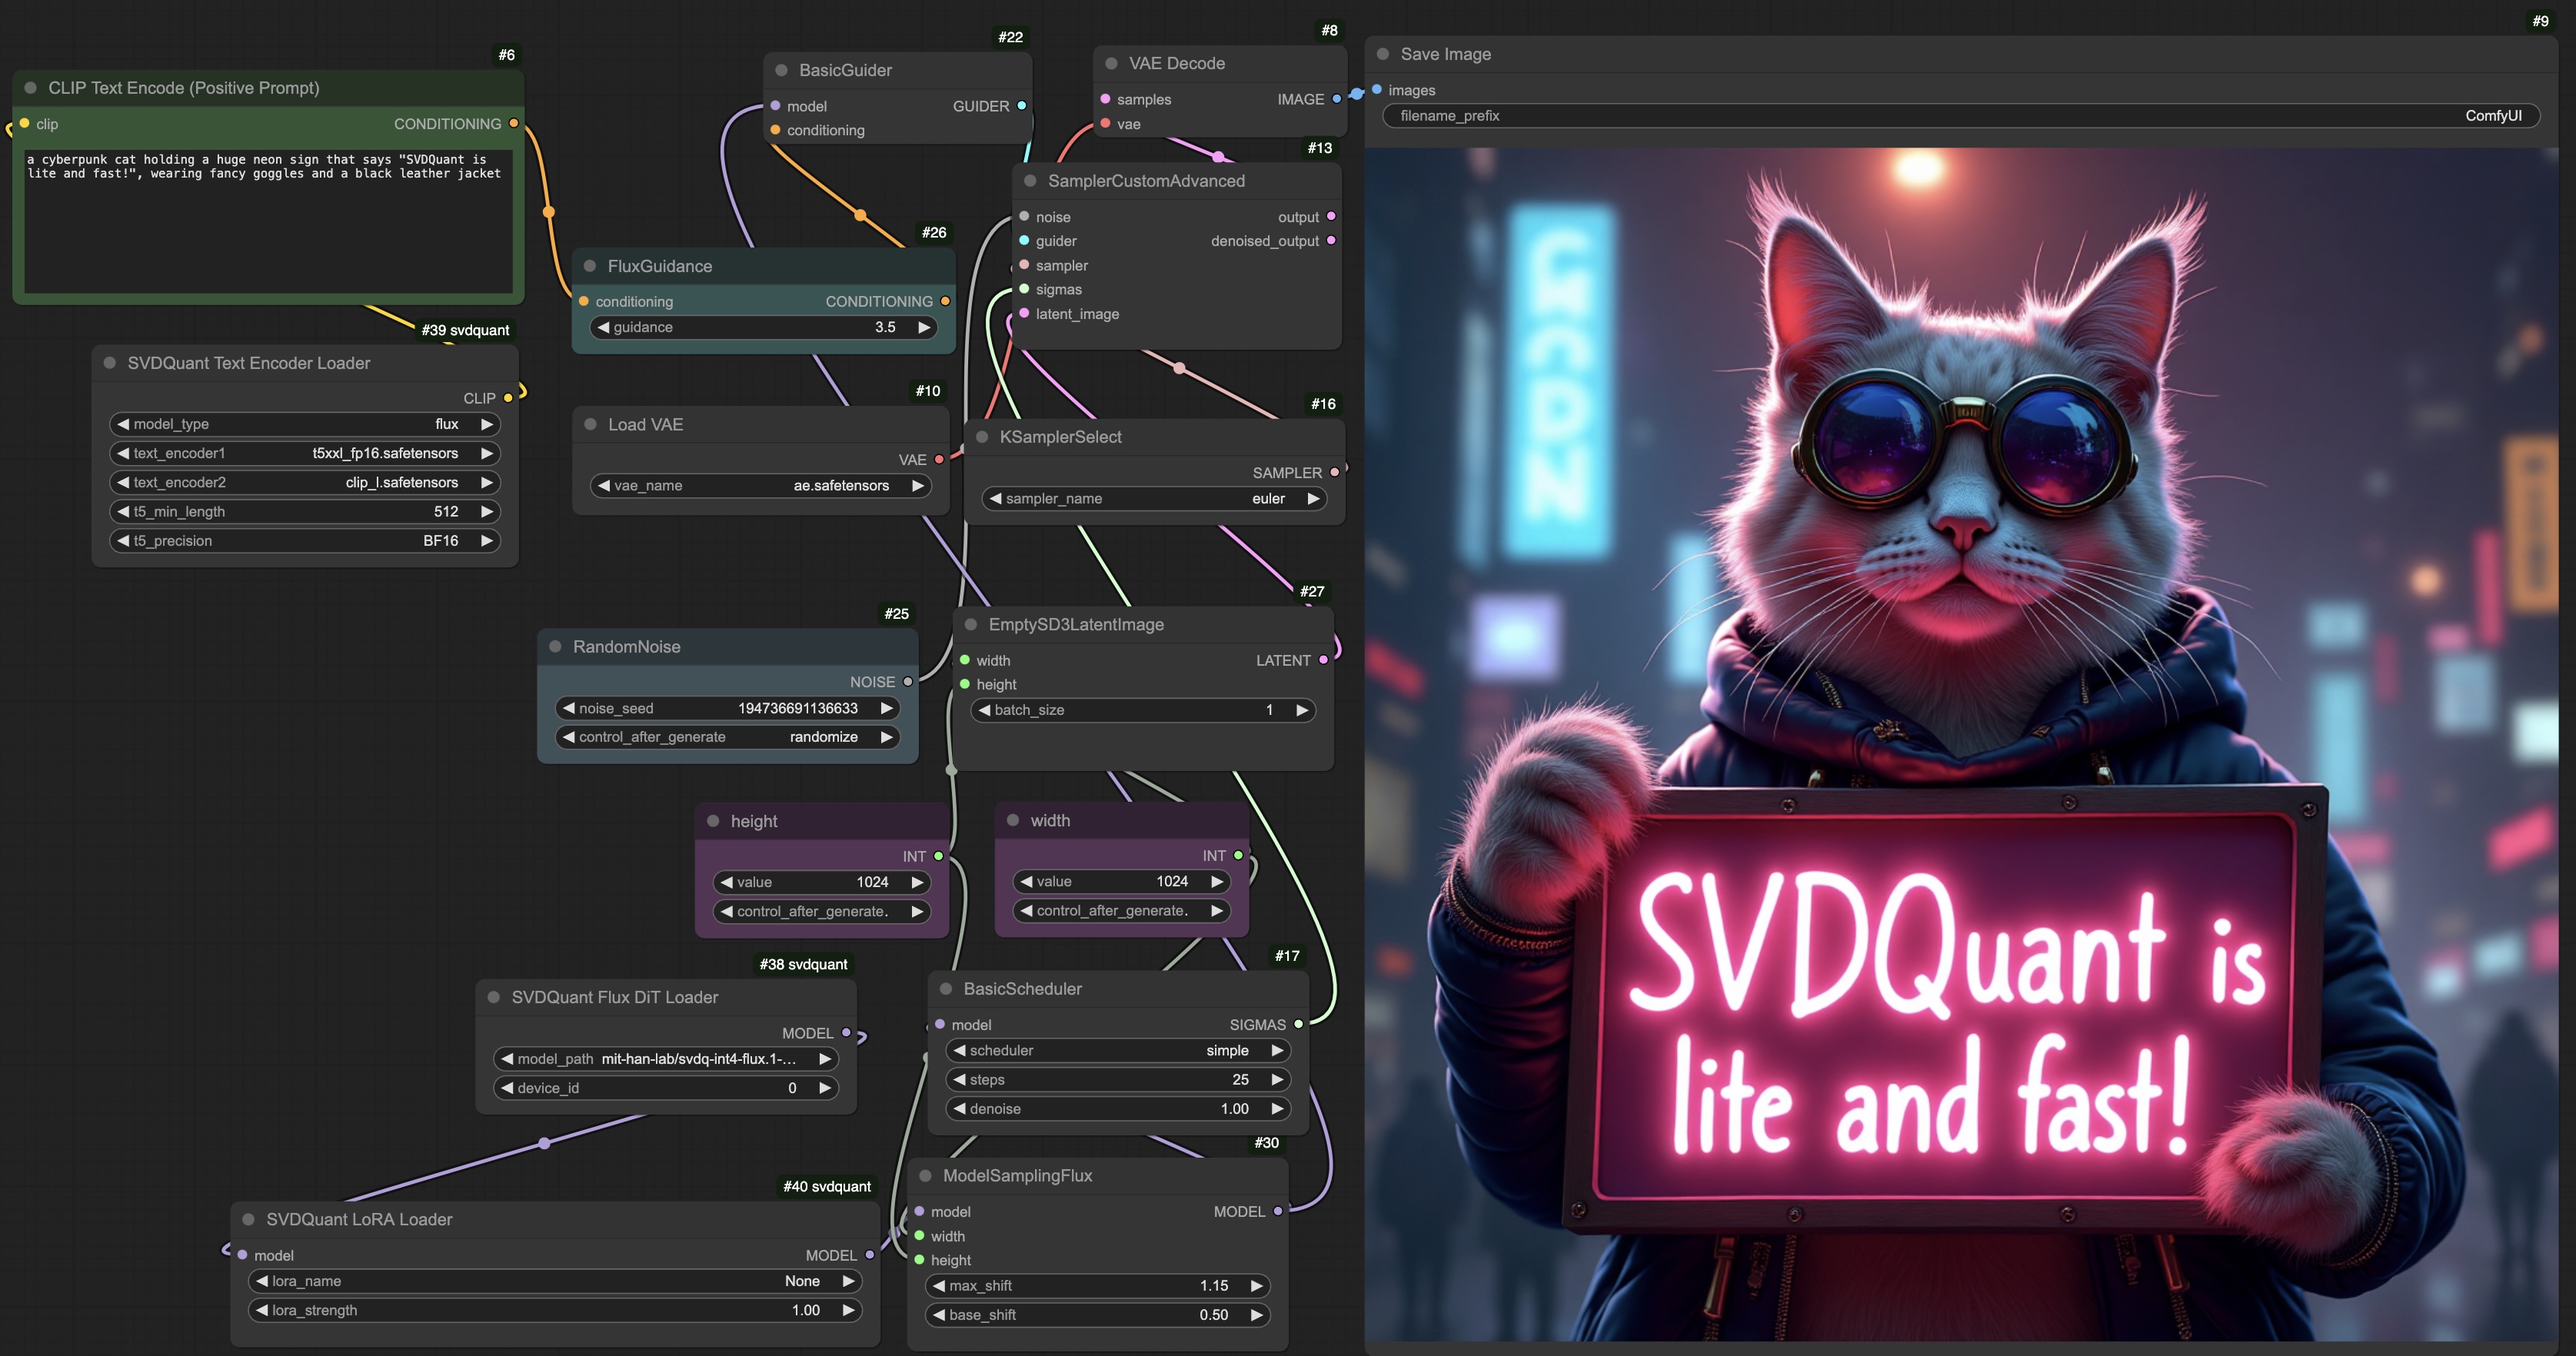 #6
CLIP Text Encode (Positive Prompt)
clip
CONDITIONING
a cyberpunk cat holding a huge neon sign that says "SVDQuant is
lite and fast!", wearing fancy goggles and a black leather jacket
#39 svdquant
SVDQuant Text Encoder Loader
CLIP
model_type flux
text_encoder1 t5xxl_fp16.safetensors
text_encoder2 clip_l.safetensors
t5_min_length 512
t5_precision BF16
#22
BasicGuider
model GUIDER
conditioning
#26
FluxGuidance
conditioning CONDITIONING
guidance 3.5
#10
Load VAE
VAE
vae_name ae.safetensors
#25
RandomNoise
NOISE
noise_seed 194736691136633
control_after_generate randomize
height
INT
value 1024
control_after_generate.
#38 svdquant
SVDQuant Flux DiT Loader
MODEL
model_path mit-han-lab/svdq-int4-flux.1-...
device_id 0
#40 svdquant
SVDQuant LoRA Loader
model MODEL
lora_name None
lora_strength 1.00
#8
VAE Decode
samples IMAGE
vae
#13
SamplerCustomAdvanced
noise output
guider denoised_output
sampler
sigmas
latent_image
#16
KSamplerSelect
SAMPLER
sampler_name euler
#27
EmptySD3LatentImage
width LATENT
height
batch_size 1
width
INT
value 1024
control_after_generate.
#17
BasicScheduler
model SIGMAS
scheduler simple
steps 25
denoise 1.00
#30
ModelSamplingFlux
model MODEL
width
height
max_shift 1.15
base_shift 0.50
#9
Save Image
images
filename_prefix ComfyUI
SVDQuant is
lite and fast!